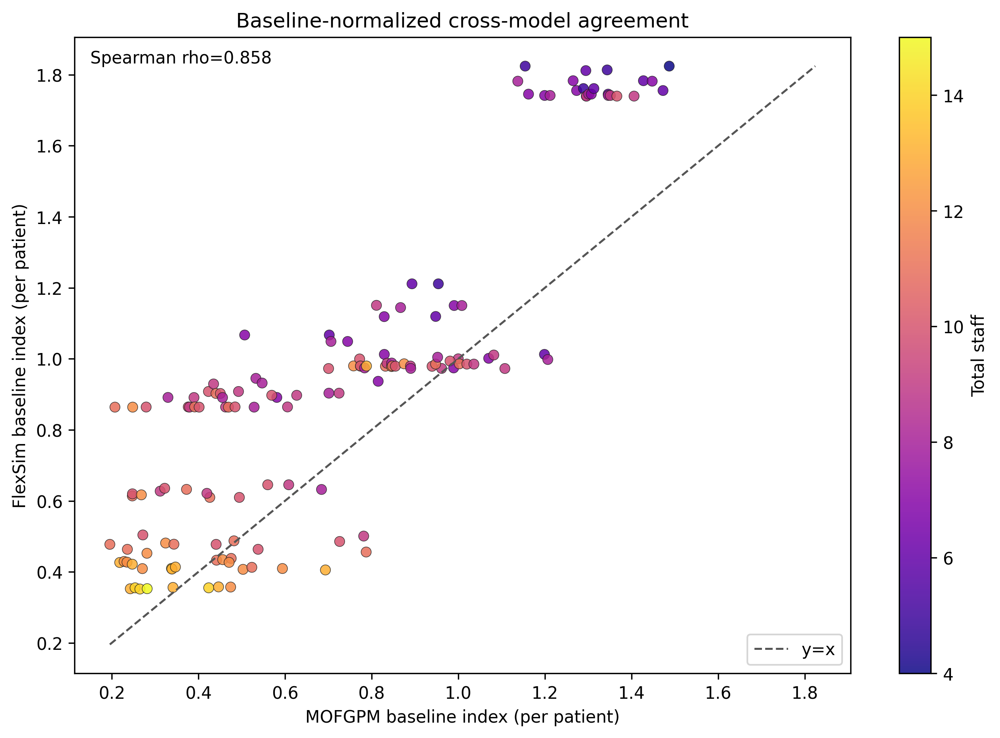 Baseline-normalized cross-model agreement
Spearman rho=0.858
FlexSim baseline index (per patient)
1.8
1.6
1.4
1.2
1.0
0.8
0.6
0.4
0.2
0.2 0.4 0.6 0.8 1.0 1.2 1.4 1.6 1.8
MOFGPM baseline index (per patient)
y=x
14
12
10
8
6
4
Total staff